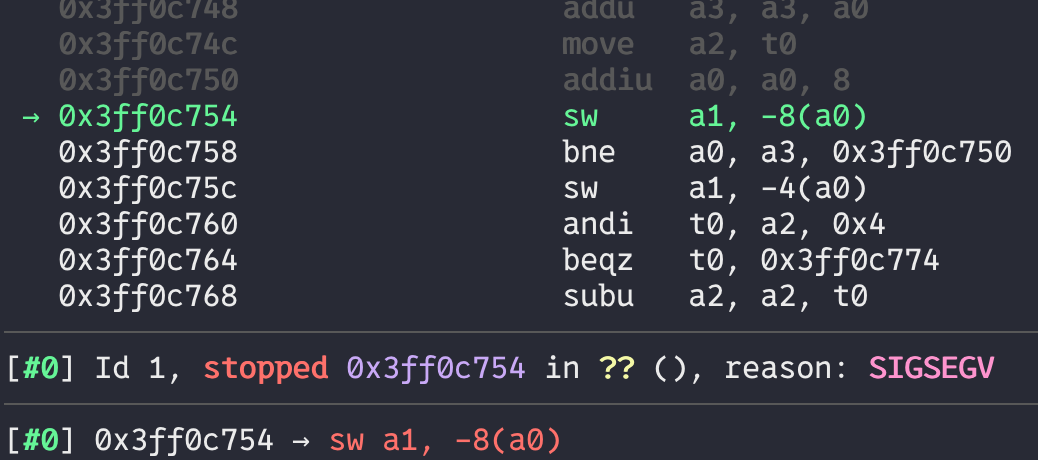 0x3ff0c748 addu a3, a3, a0
0x3ff0c74c move a2, t0
0x3ff0c750 addiu a0, a0, 8
→ 0x3ff0c754 sw a1, -8(a0)
0x3ff0c758 bne a0, a3, 0x3ff0c750
0x3ff0c75c sw a1, -4(a0)
0x3ff0c760 andi t0, a2, 0x4
0x3ff0c764 beqz t0, 0x3ff0c774
0x3ff0c768 subu a2, a2, t0
[#0] Id 1, stopped 0x3ff0c754 in ?? (), reason: SIGSEGV
[#0] 0x3ff0c754 → sw a1, -8(a0)